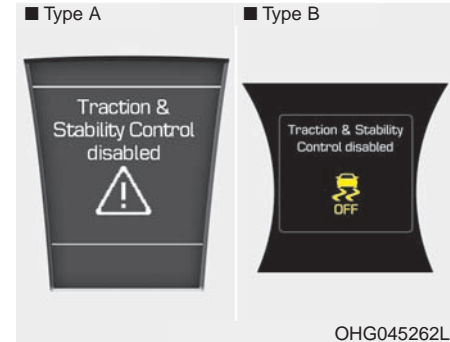 ■ Type A
■ Type B
Traction &
Stability Control
disabled
Traction & Stability
Control disabled
OFF
OHG045262L